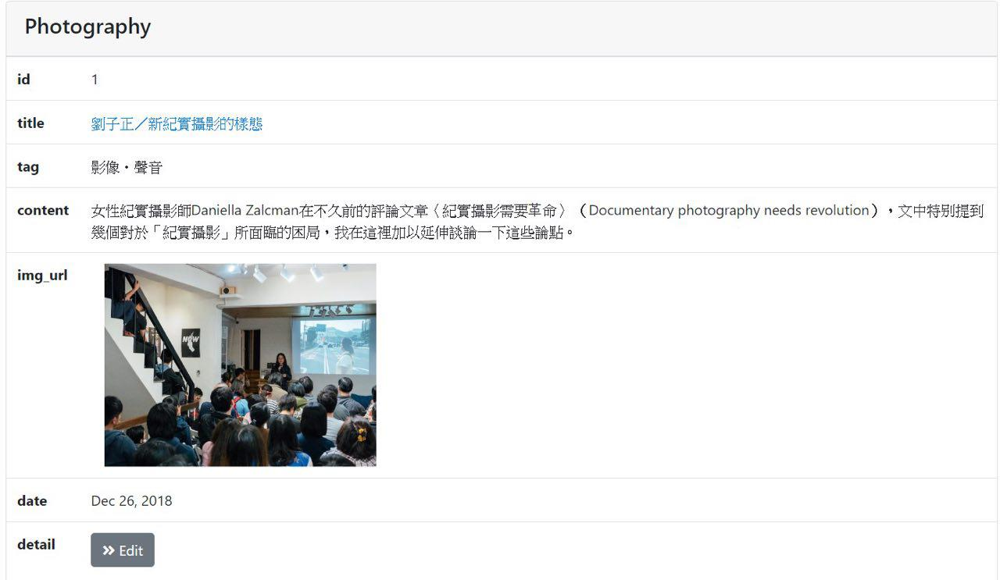 Photography
id 1
title 劉子正／新紀實攝影的樣態
tag 影像・聲音
content 女性紀實攝影師Daniella Zalcman在不久前的評論文章〈紀實攝影需要革命〉（Documentary photography needs revolution），文中特別提到
幾個對於「紀實攝影」所面臨的困局，我在這裡加以延伸談論一下這些論點。
img_url
NOW
date Dec 26, 2018
detail Edit